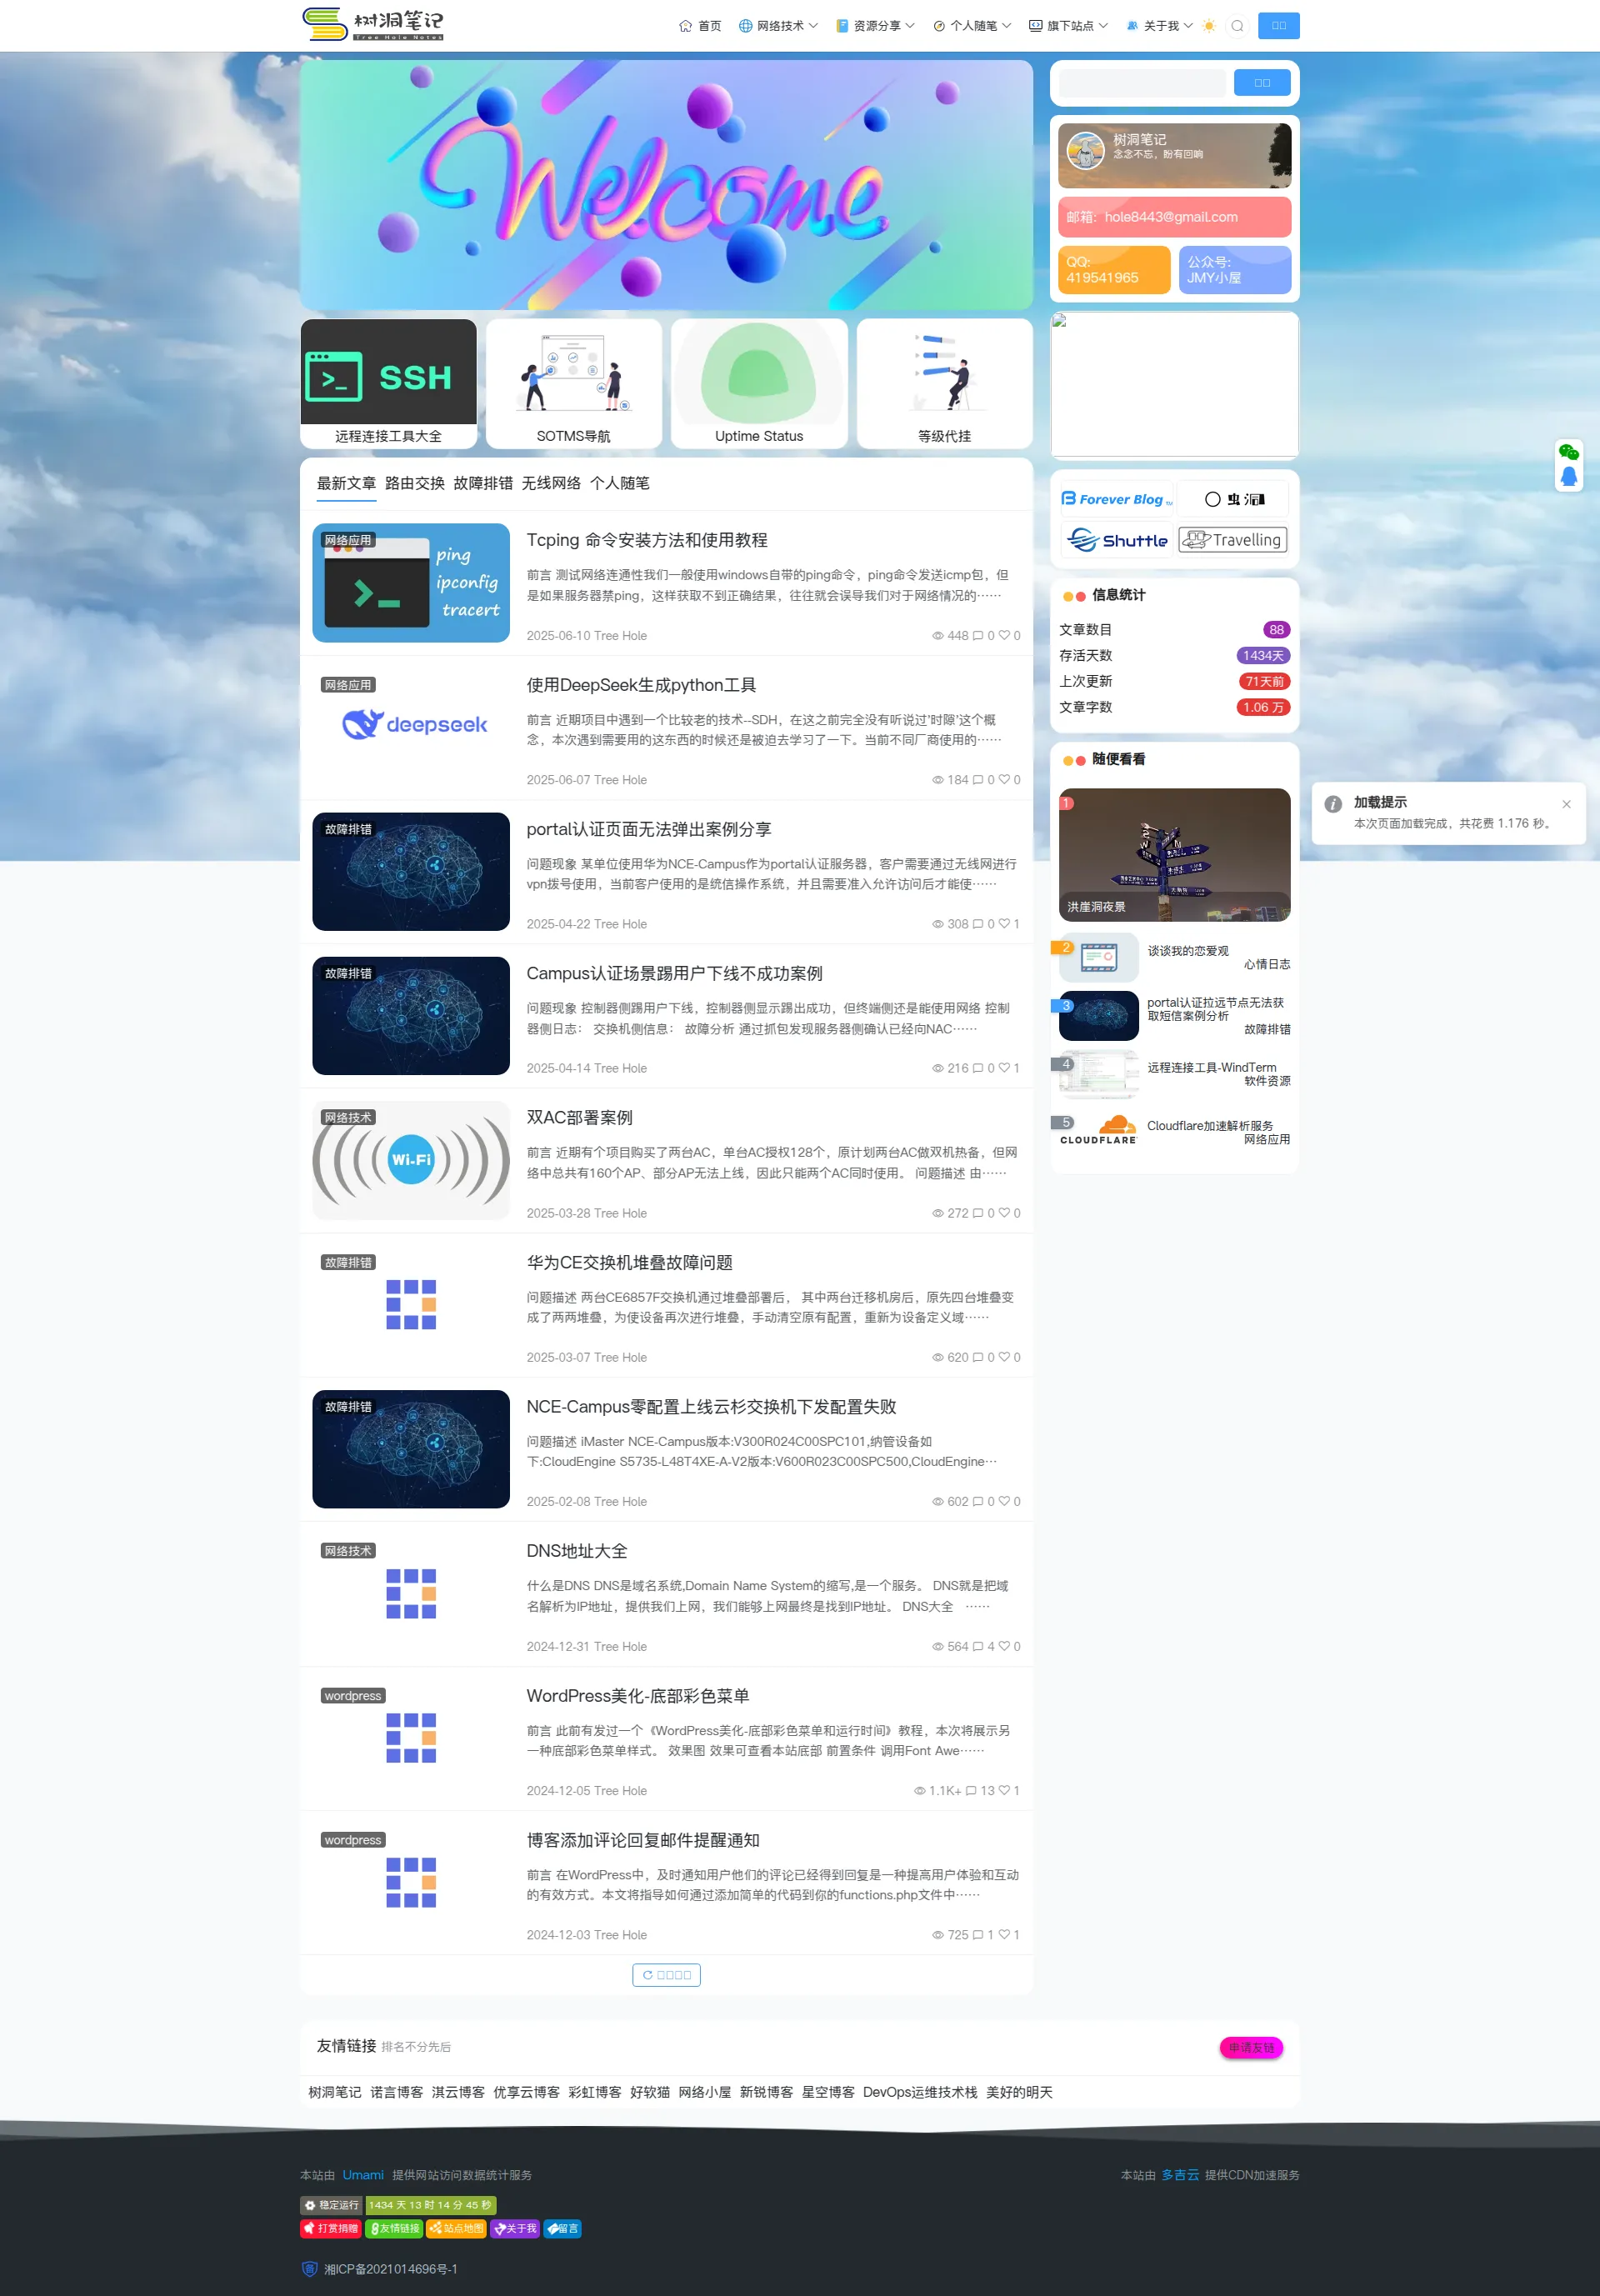 树洞笔记
Tree Hole Notes
首页 网络技术 资源分享 个人随笔 旗下站点 关于我
Welcome
树洞笔记
念念不忘，盼有回响
邮箱：hole8443@gmail.com
QQ:
419541965
公众号:
JMY小屋
SSH
远程连接工具大全
SOTMS导航
Uptime Status
等级代挂
Forever Blog
虫洞
Shuttle
Travelling
信息统计
文章数目 88
存活天数 1434天
上次更新 71天前
文章字数 1.06 万
随便看看
1
洪崖洞夜景
2
谈谈我的恋爱观
心情日志
3
portal认证拉远节点无法获
取短信案例分析
故障排错
4
远程连接工具-WindTerm
软件资源
5
CLOUDFLARE
Cloudflare加速解析服务
网络应用
加载提示
本次页面加载完成，共花费 1.176 秒。
最新文章 路由交换 故障排错 无线网络 个人随笔
网络应用
ping
ipconfig
tracert
Tcping 命令安装方法和使用教程
前言 测试网络连通性我们一般使用windows自带的ping命令，ping命令发送icmp包，但
是如果服务器禁ping，这样获取不到正确结果，往往就会误导我们对于网络情况的……
2025-06-10 Tree Hole 448 0 0
网络应用
deepseek
使用DeepSeek生成python工具
前言 近期项目中遇到一个比较老的技术--SDH，在这之前完全没有听说过'时隙'这个概
念，本次遇到需要用的这东西的时候还是被迫去学习了一下。当前不同厂商使用的……
2025-06-07 Tree Hole 184 0 0
故障排错
portal认证页面无法弹出案例分享
问题现象 某单位使用华为NCE-Campus作为portal认证服务器，客户需要通过无线网进行
vpn拨号使用，当前客户使用的是统信操作系统，并且需要准入允许访问后才能使……
2025-04-22 Tree Hole 308 0 1
故障排错
Campus认证场景踢用户下线不成功案例
问题现象 控制器侧踢用户下线，控制器侧显示踢出成功，但终端侧还是能使用网络 控制
器侧日志： 交换机侧信息： 故障分析 通过抓包发现服务器侧确认已经向NAC……
2025-04-14 Tree Hole 216 0 1
网络技术
Wi-Fi
双AC部署案例
前言 近期有个项目购买了两台AC，单台AC授权128个，原计划两台AC做双机热备，但网
络中总共有160个AP、部分AP无法上线，因此只能两个AC同时使用。 问题描述 由……
2025-03-28 Tree Hole 272 0 0
故障排错
华为CE交换机堆叠故障问题
问题描述 两台CE6857F交换机通过堆叠部署后， 其中两台迁移机房后，原先四台堆叠变
成了两两堆叠，为使设备再次进行堆叠，手动清空原有配置，重新为设备定义域……
2025-03-07 Tree Hole 620 0 0
故障排错
NCE-Campus零配置上线云杉交换机下发配置失败
问题描述 iMaster NCE-Campus版本:V300R024C00SPC101,纳管设备如
下:CloudEngine S5735-L48T4XE-A-V2版本:V600R023C00SPC500,CloudEngine…
2025-02-08 Tree Hole 602 0 0
网络技术
DNS地址大全
什么是DNS DNS是域名系统,Domain Name System的缩写,是一个服务。 DNS就是把域
名解析为IP地址，提供我们上网，我们能够上网最终是找到IP地址。 DNS大全 ……
2024-12-31 Tree Hole 564 4 0
wordpress
WordPress美化-底部彩色菜单
前言 此前有发过一个《WordPress美化-底部彩色菜单和运行时间》教程，本次将展示另
一种底部彩色菜单样式。 效果图 效果可查看本站底部 前置条件 调用Font Awe……
2024-12-05 Tree Hole 1.1K+ 13 1
wordpress
博客添加评论回复邮件提醒通知
前言 在WordPress中，及时通知用户他们的评论已经得到回复是一种提高用户体验和互动
的有效方式。本文将指导如何通过添加简单的代码到你的functions.php文件中……
2024-12-03 Tree Hole 725 1 1
友情链接 排名不分先后
申请友链
树洞笔记 诺言博客 淇云博客 优享云博客 彩虹博客 好软猫 网络小屋 新锐博客 星空博客 DevOps运维技术栈 美好的明天
本站由 Umami 提供网站访问数据统计服务
本站由 多吉云 提供CDN加速服务
稳定运行 1434 天 13 时 14 分 45 秒
打赏捐赠 友情链接 站点地图 关于我 留言
湘ICP备2021014696号-1